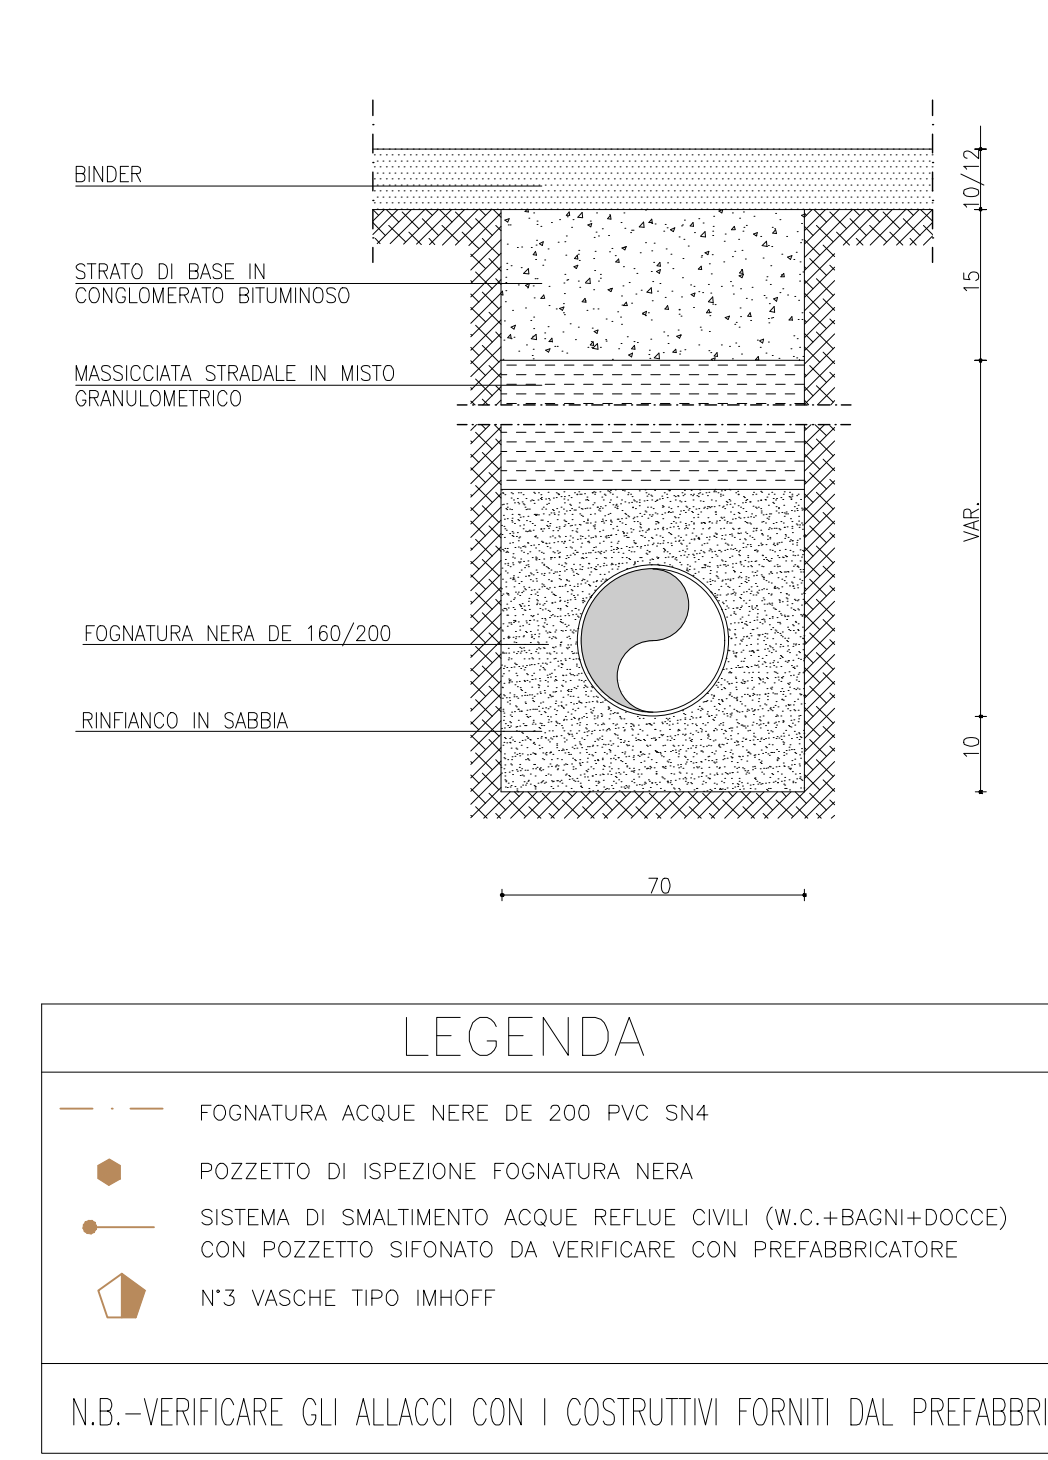 BINDER
10/12
STRATO DI BASE IN
CONGLOMERATO BITUMINOSO
15
MASSICCIATA STRADALE IN MISTO
GRANULOMETRICO
VAR.
FOGNATURA NERA DE 160/200
RINFIANCO IN SABBIA
10
70
LEGENDA
FOGNATURA ACQUE NERE DE 200 PVC SN4
POZZETTO DI ISPEZIONE FOGNATURA NERA
SISTEMA DI SMALTIMENTO ACQUE REFLUE CIVILI (W.C.+BAGNI+DOCCE)
CON POZZETTO SIFONATO DA VERIFICARE CON PREFABBRICATORE
N°3 VASCHE TIPO IMHOFF
N.B.-VERIFICARE GLI ALLACCI CON I COSTRUTTIVI FORNITI DAL PREFABBRI